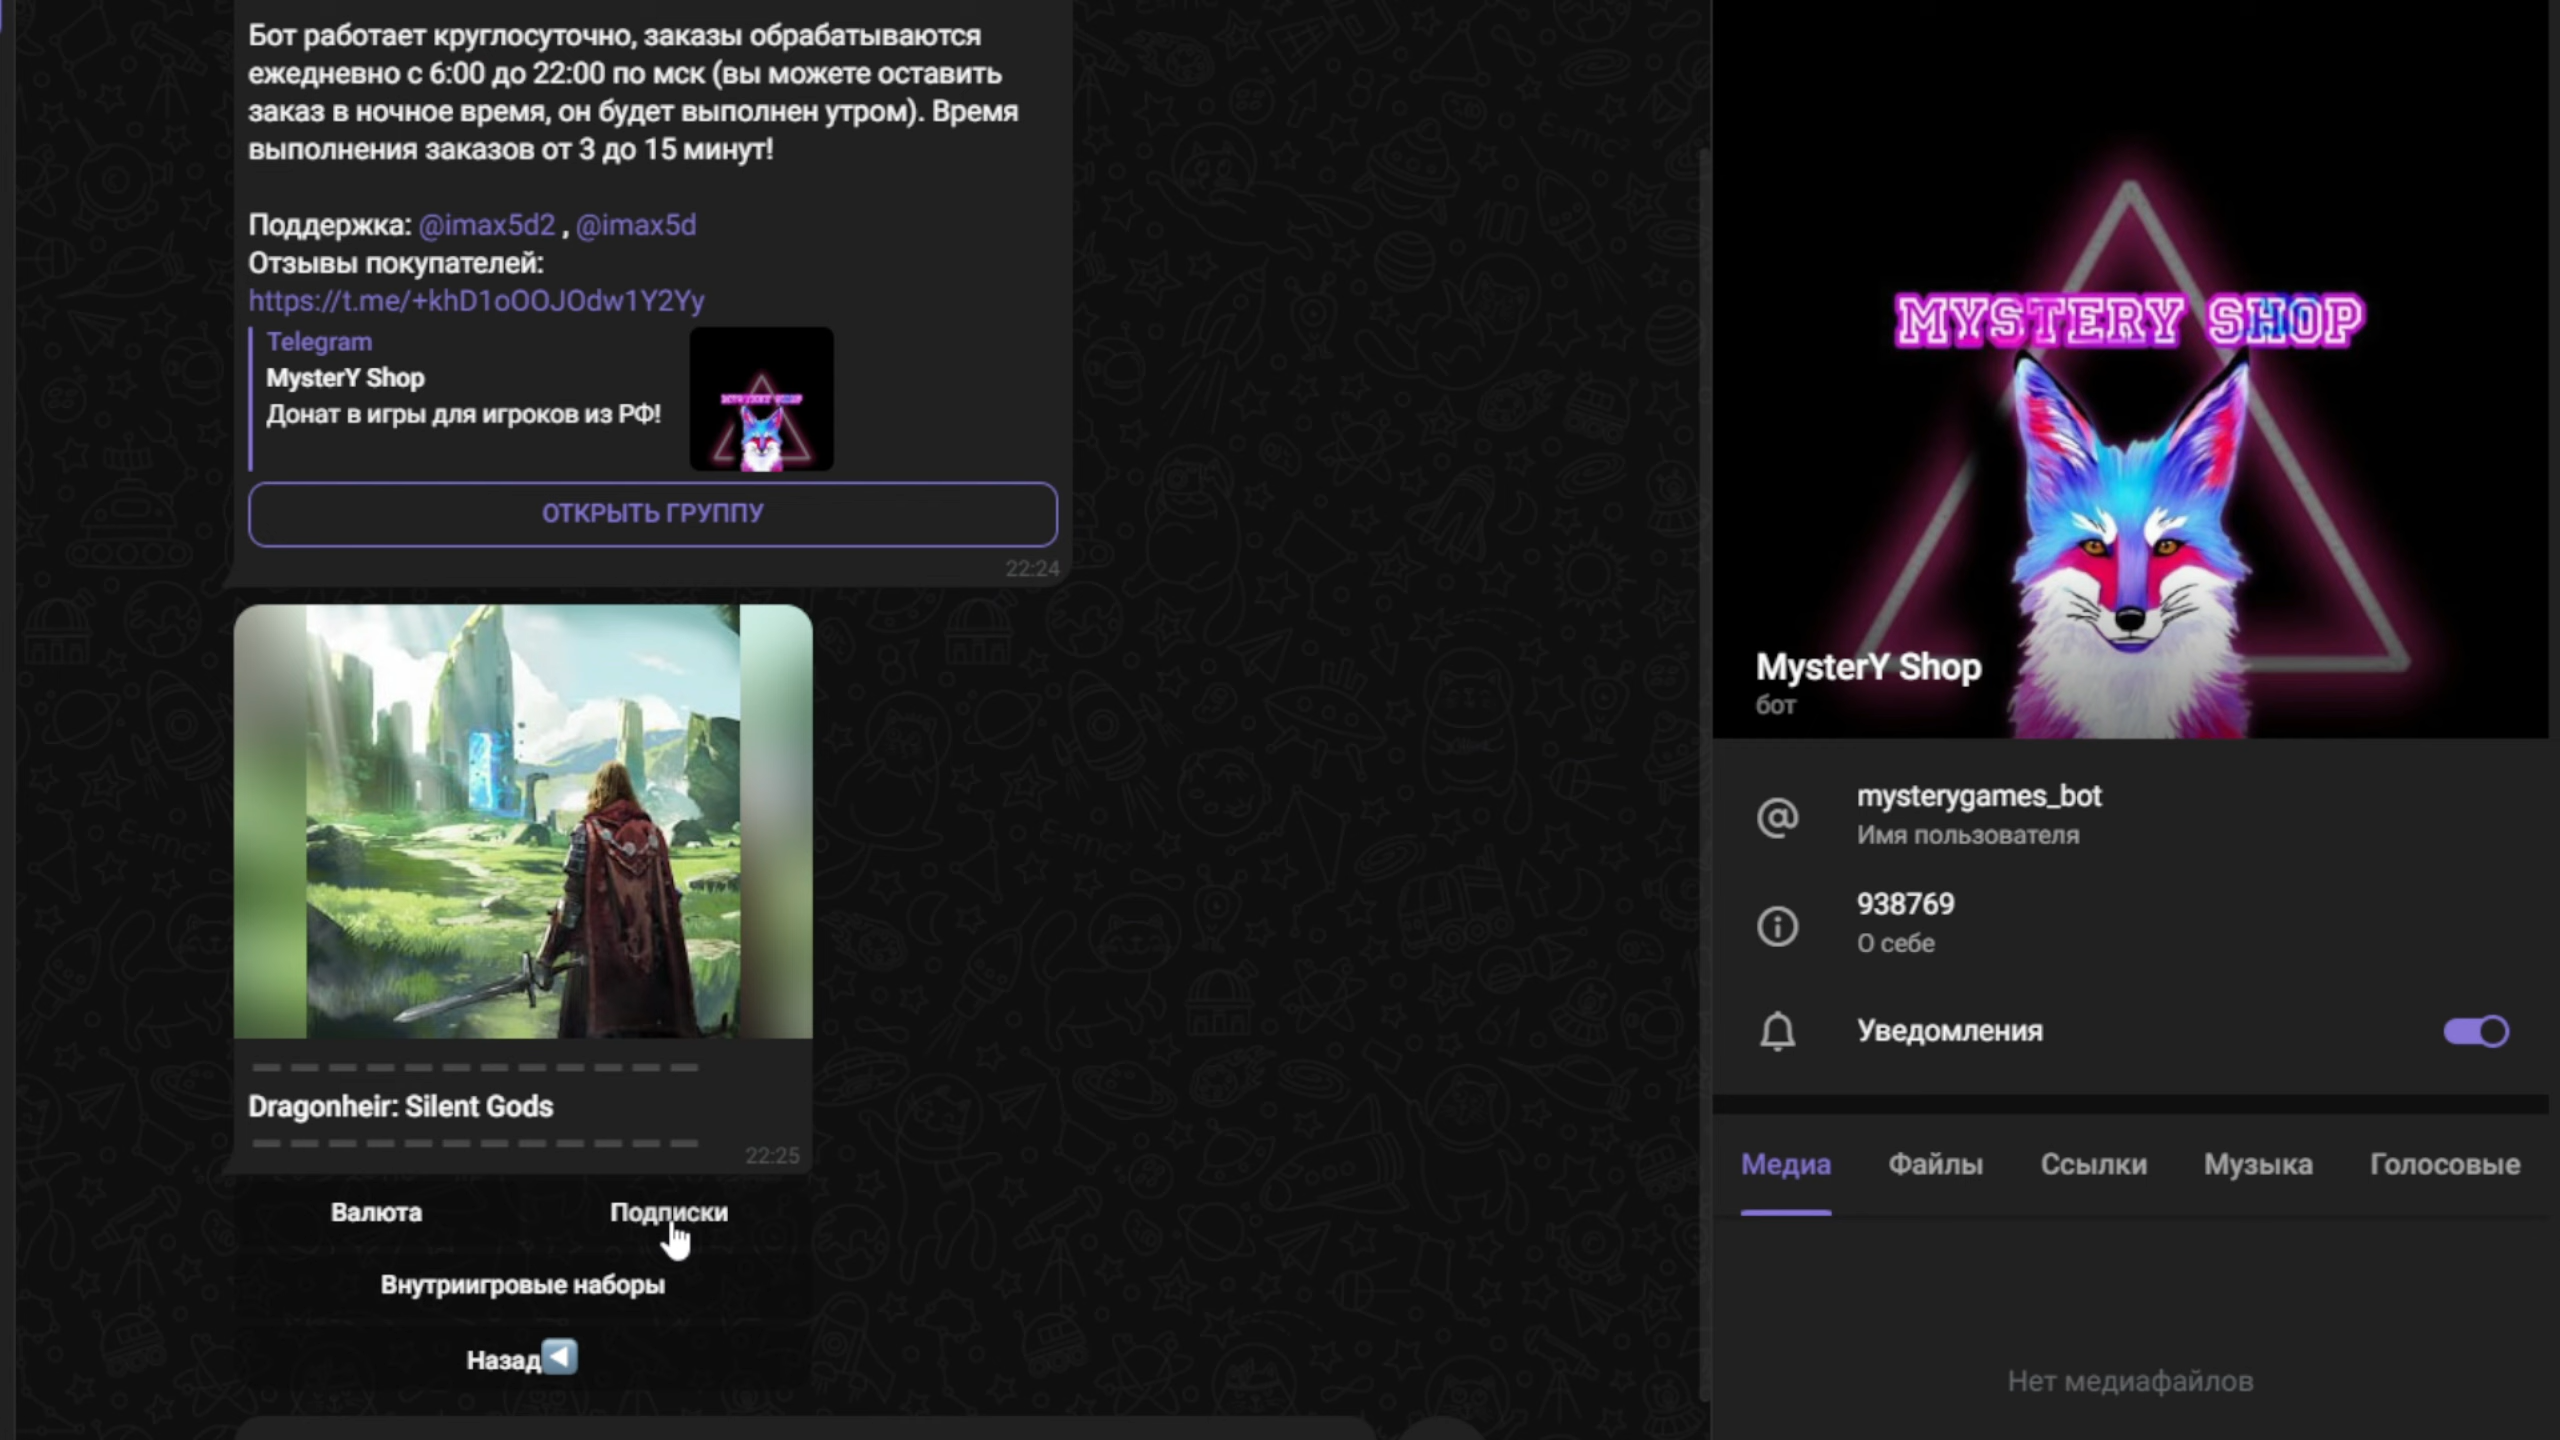 Бот работает круглосуточно, заказы обрабатываются
ежедневно с 6:00 до 22:00 по мск (вы можете оставить
заказ в ночное время, он будет выполнен утром). Время
выполнения заказов от 3 до 15 минут!
Поддержка: @imax5d2 , @imax5d
Отзывы покупателей:
https://t.me/+khD1oOOJOdw1Y2Yy
Telegram
MysterY Shop
Донат в игры для игроков из РФ!
MYSTERY SHOP
ОТКРЫТЬ ГРУППУ
22:24
Dragonheir: Silent Gods
22:25
Валюта
Подписки
Внутриигровые наборы
Назад
MYSTERY SHOP
MysterY Shop
бот
mysterygames_bot
Имя пользователя
938769
О себе
Уведомления
Медиа
Файлы
Ссылки
Музыка
Голосовые
Нет медиафайлов